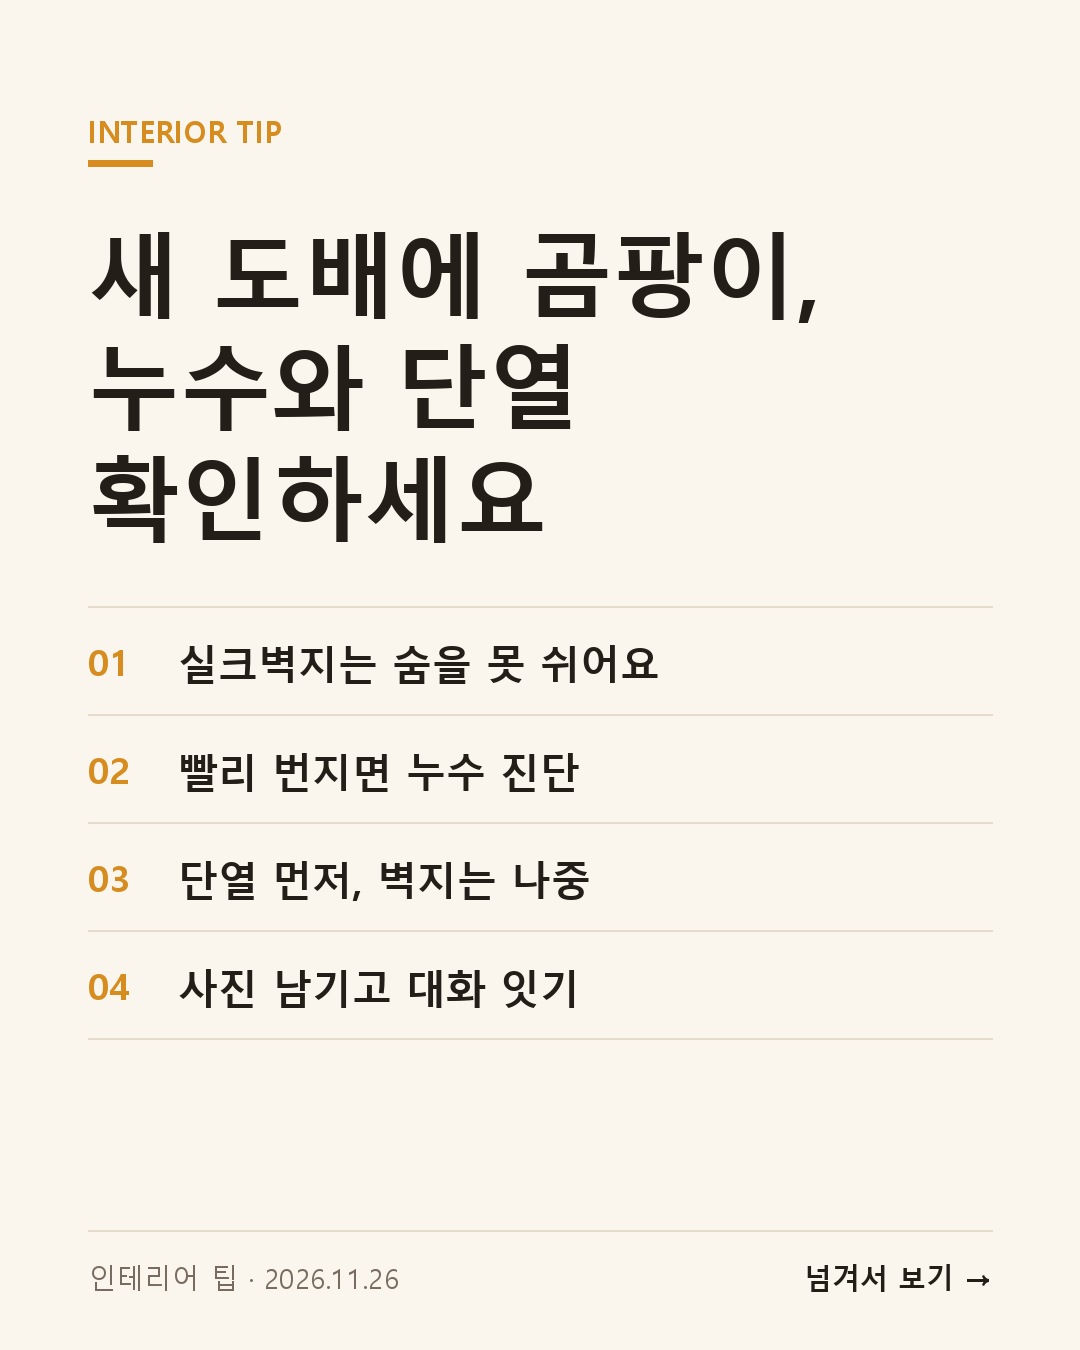 INTERIOR TIP
새 도배에 곰팡이,
누수와 단열
확인하세요
01 실크벽지는 숨을 못 쉬어요
02 빨리 번지면 누수 진단
03 단열 먼저, 벽지는 나중
04 사진 남기고 대화 잇기
인테리어 팁 · 2026.11.26
넘겨서 보기 →